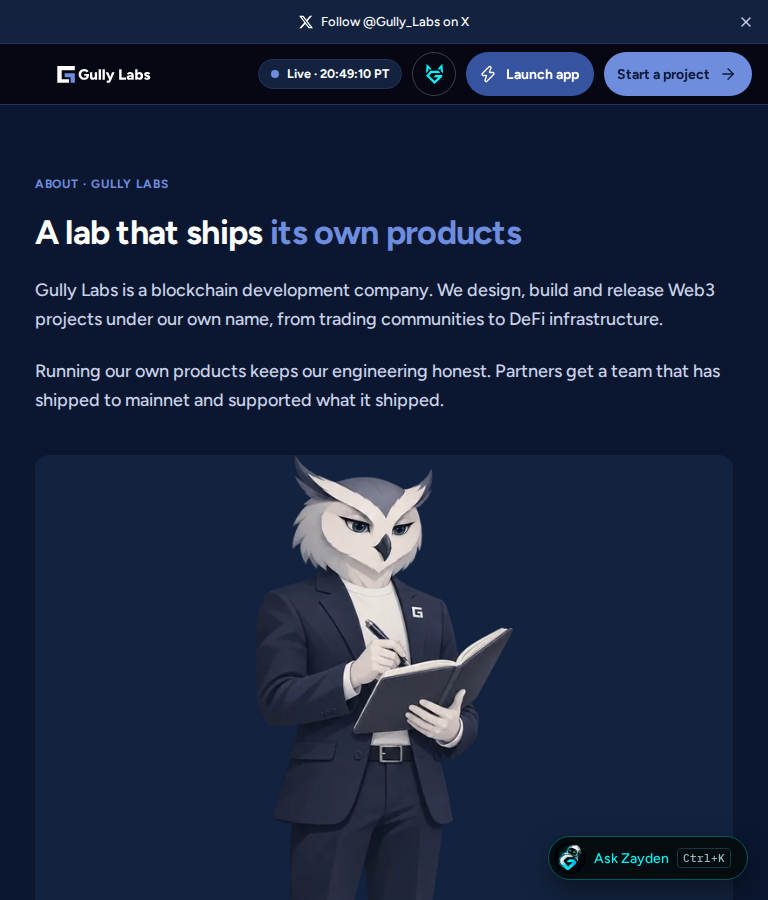 Follow @Gully_Labs on X
Gully Labs
Live · 20:49:10 PT
Launch app
Start a project
ABOUT · GULLY LABS
A lab that ships its own products
Gully Labs is a blockchain development company. We design, build and release Web3
projects under our own name, from trading communities to DeFi infrastructure.
Running our own products keeps our engineering honest. Partners get a team that has
shipped to mainnet and supported what it shipped.
Ask Zayden
Ctrl+K